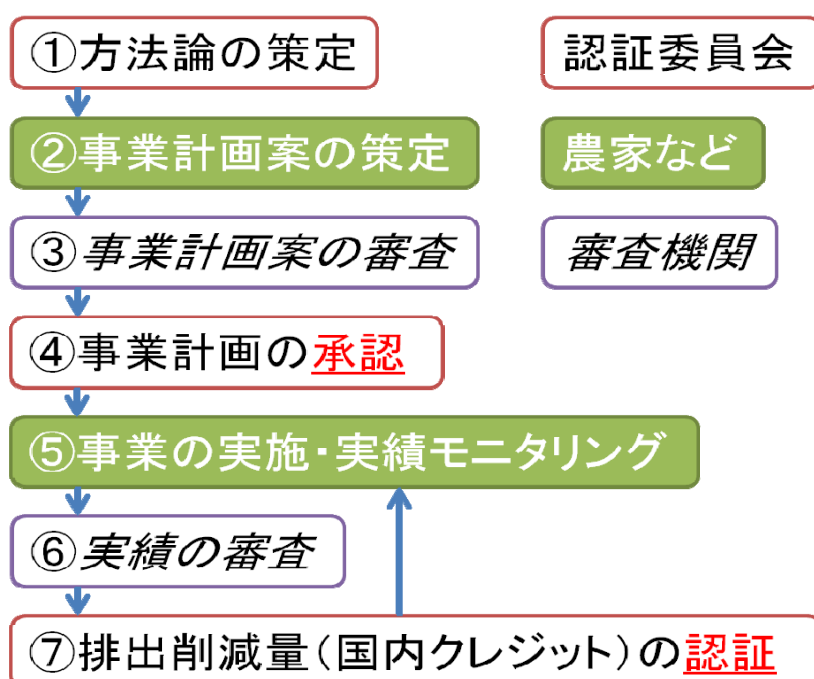 ①方法論の策定
認証委員会
②事業計画案の策定
農家など
③事業計画案の審査
審査機関
④事業計画の承認
⑤事業の実施・実績モニタリング
⑥実績の審査
⑦排出削減量(国内クレジット)の認証